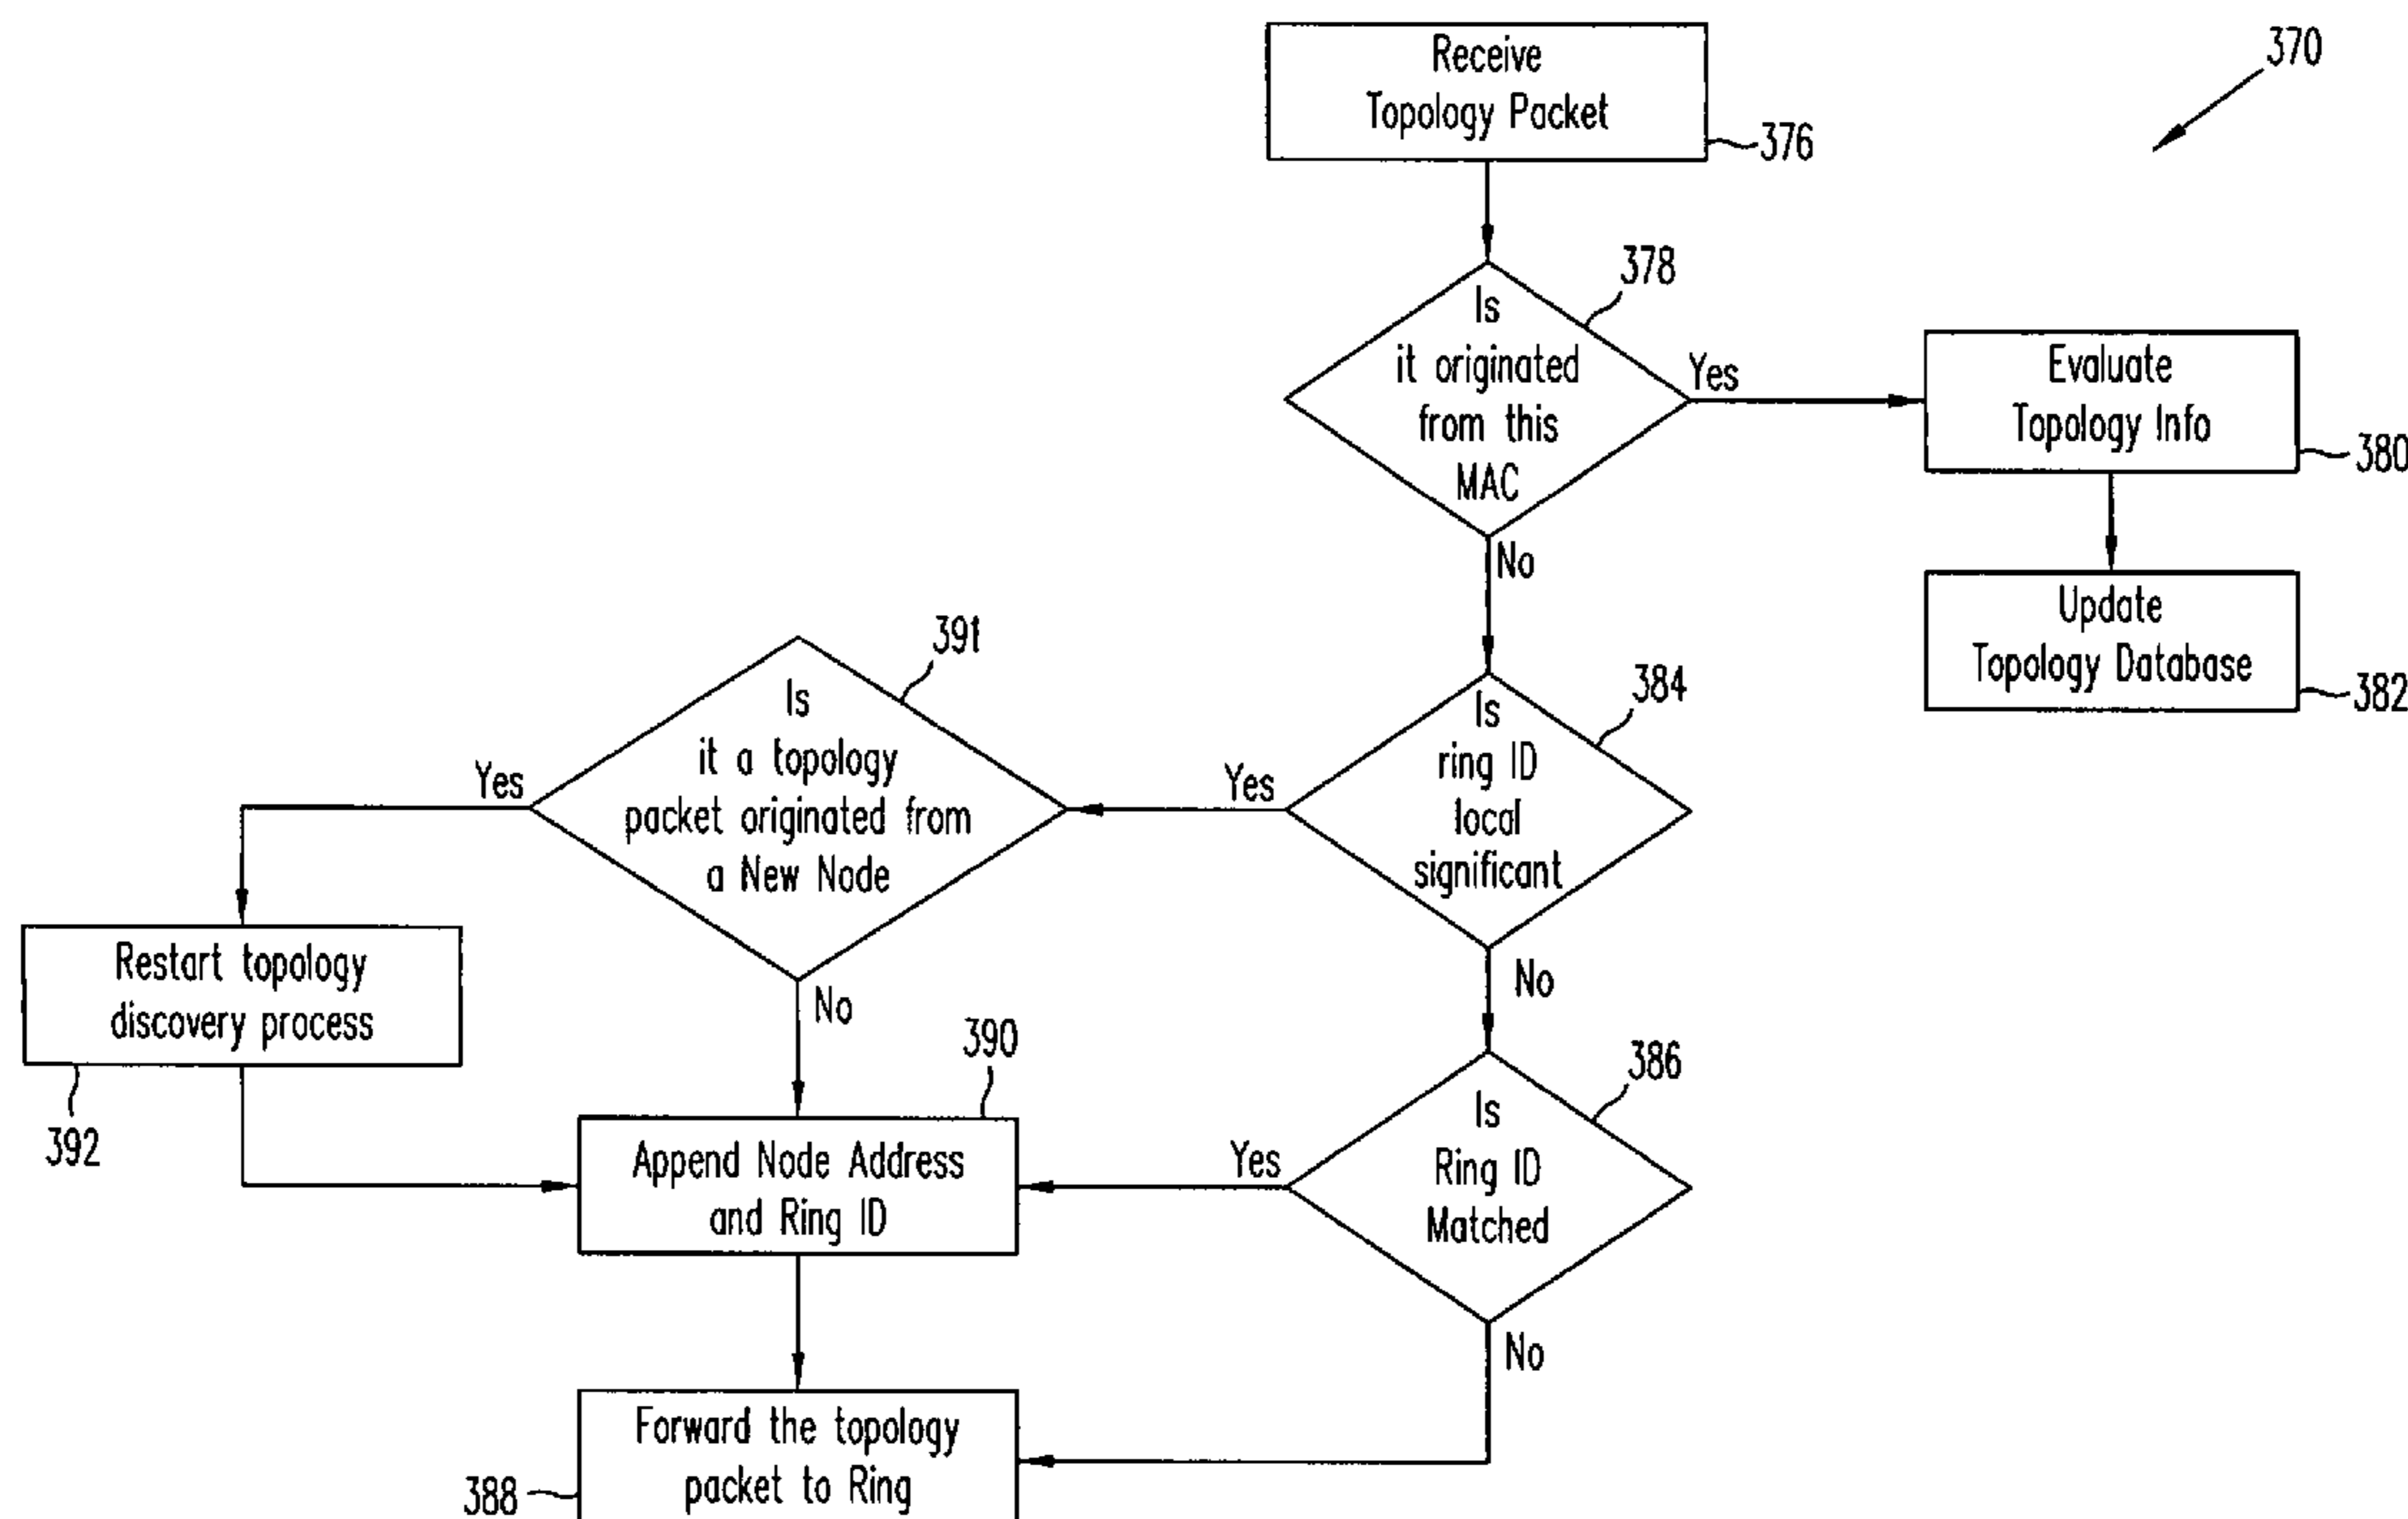 370
Receive
Topology Packet
376
378
Is
it originated
from this
MAC
Yes
No
Evaluate
Topology Info
380
Update
Topology Database
382
391
Is
it a topology
packet originated from
a New Node
Yes
No
384
Is
ring ID
local
significant
Yes
No
Restart topology
discovery process
392
390
Append Node Address
and Ring ID
386
Is
Ring ID
Matched
Yes
No
Forward the topology
packet to Ring
388